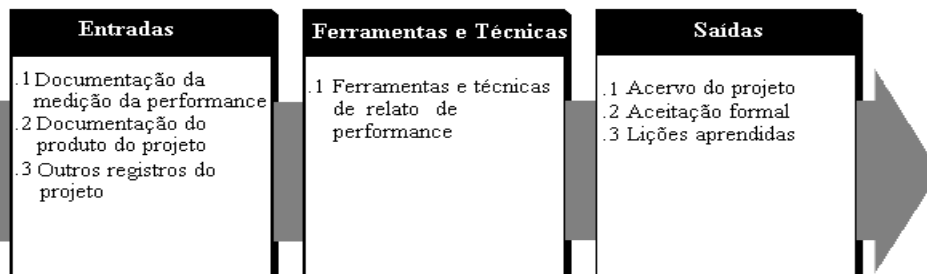 Entradas
.1 Documentação da
medição da performance
.2 Documentação do
produto do projeto
.3 Outros registros do
projeto
Ferramentas e Técnicas
.1 Ferramentas e técnicas
de relato de
performance
Saídas
.1 Acervo do projeto
.2 Aceitação formal
.3 Lições aprendidas